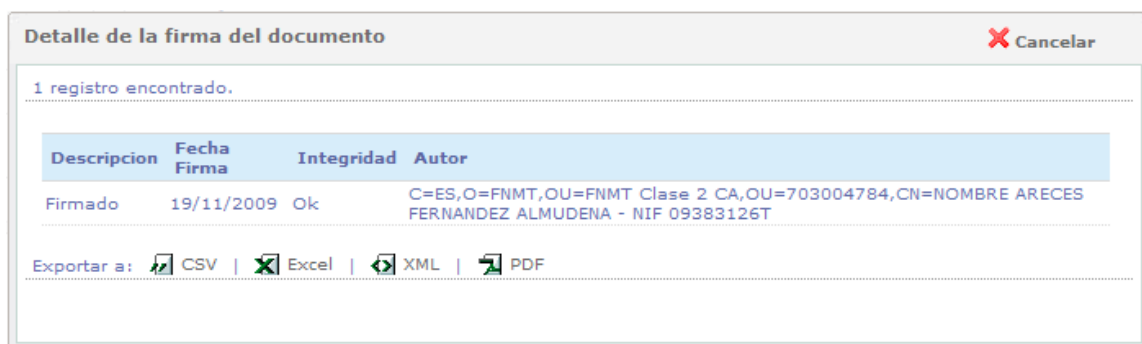 Detalle de la firma del documento
Cancelar
1 registro encontrado.
Descripcion Fecha Firma Integridad Autor
Firmado 19/11/2009 Ok C=ES,O=FNMT,OU=FNMT Clase 2 CA,OU=703004784,CN=NOMBRE ARECES
FERNANDEZ ALMUDENA - NIF 09383126T
Exportar a: CSV | Excel | XML | PDF